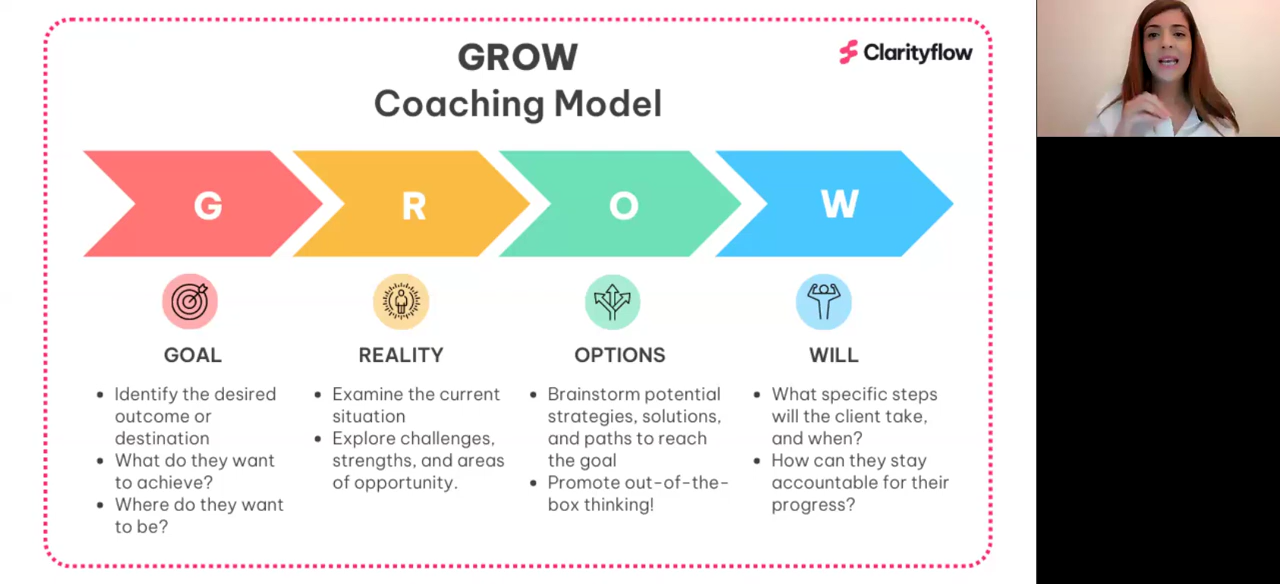 GROW
Coaching Model
Clarityflow
G
R
O
W
GOAL
Identify the desired
outcome or
destination
What do they want
to achieve?
Where do they want
to be?
REALITY
Examine the current
situation
Explore challenges,
strengths, and areas
of opportunity.
OPTIONS
Brainstorm potential
strategies, solutions,
and paths to reach
the goal
Promote out-of-the-
box thinking!
WILL
What specific steps
will the client take,
and when?
How can they stay
accountable for their
progress?